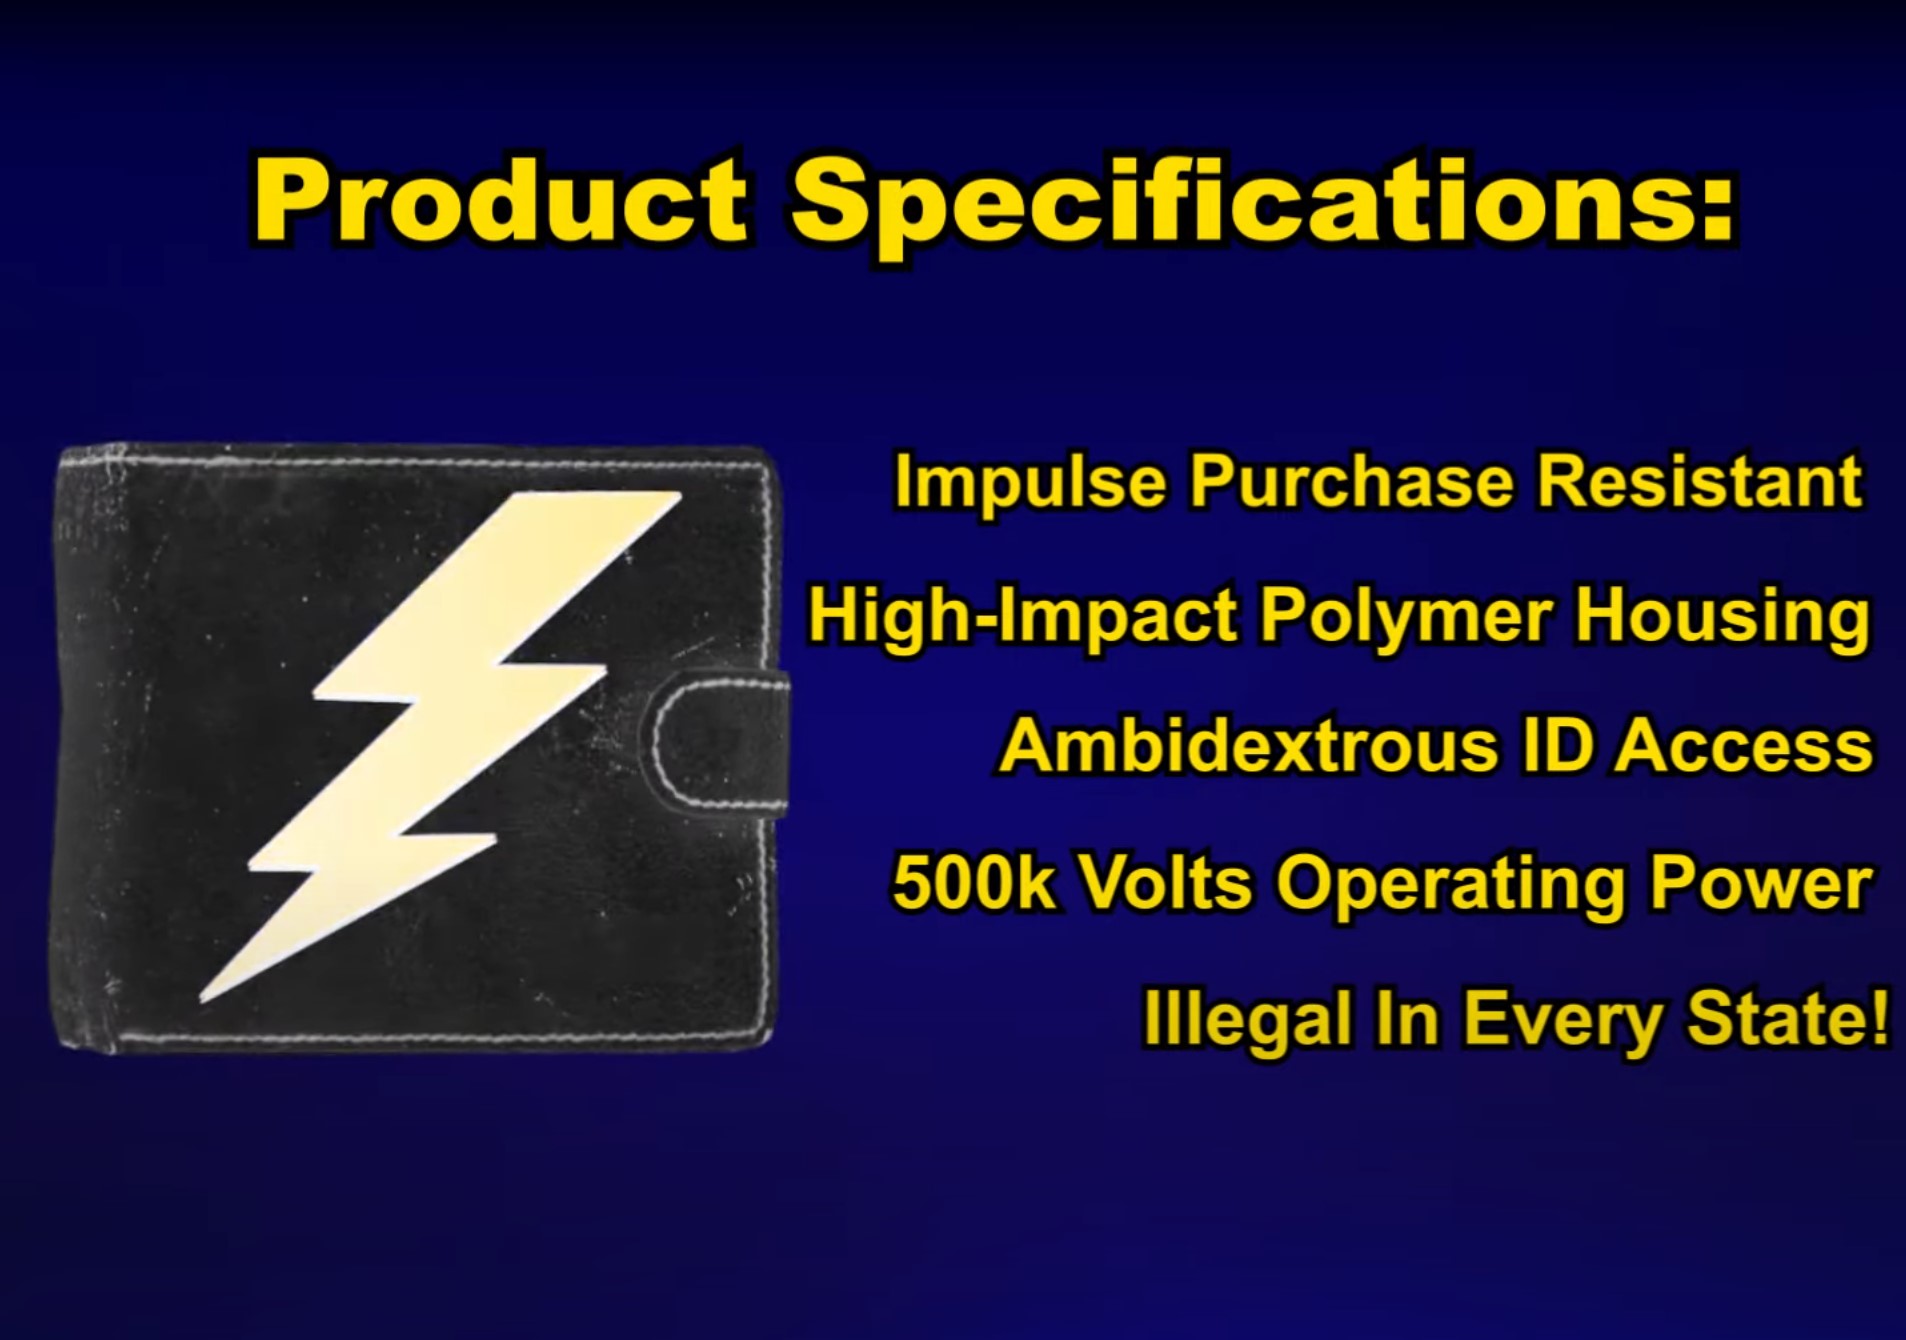 Product Specifications:
Impulse Purchase Resistant
High-Impact Polymer Housing
Ambidextrous ID Access
500k Volts Operating Power
Illegal In Every State!